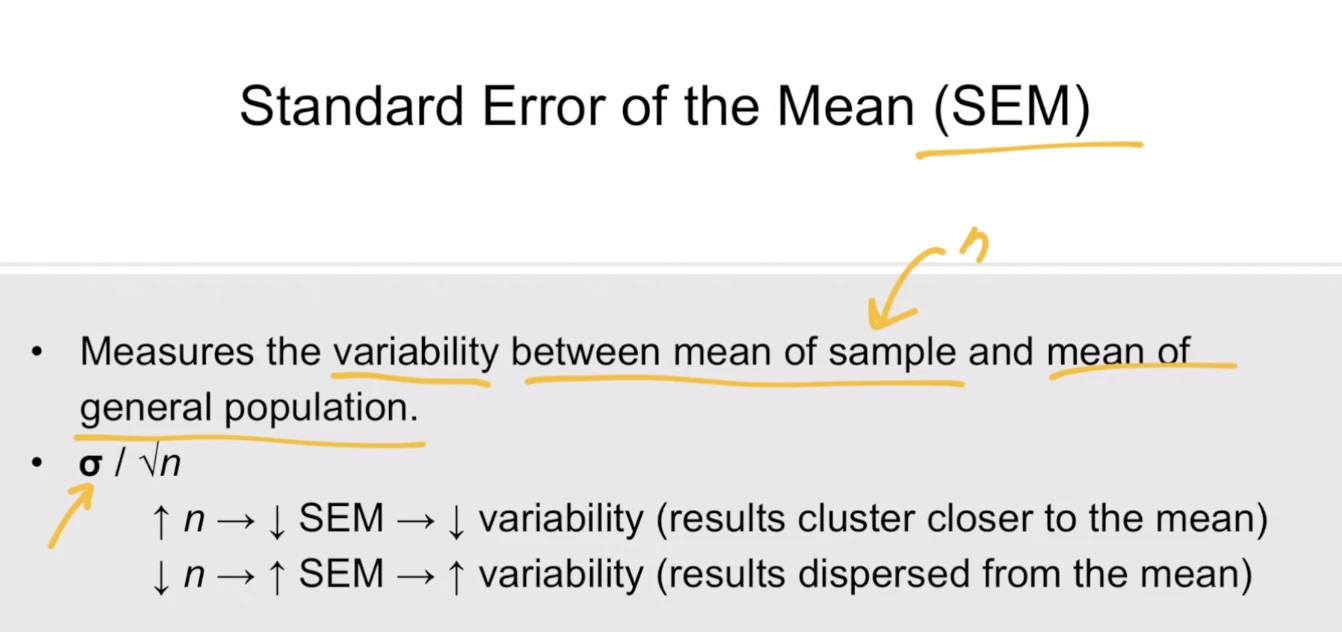 Standard Error of the Mean (SEM)
n
• Measures the variability between mean of sample and mean of
general population.
• σ / √n
↑ n → ↓ SEM → ↓ variability (results cluster closer to the mean)
↓ n → ↑ SEM → ↑ variability (results dispersed from the mean)